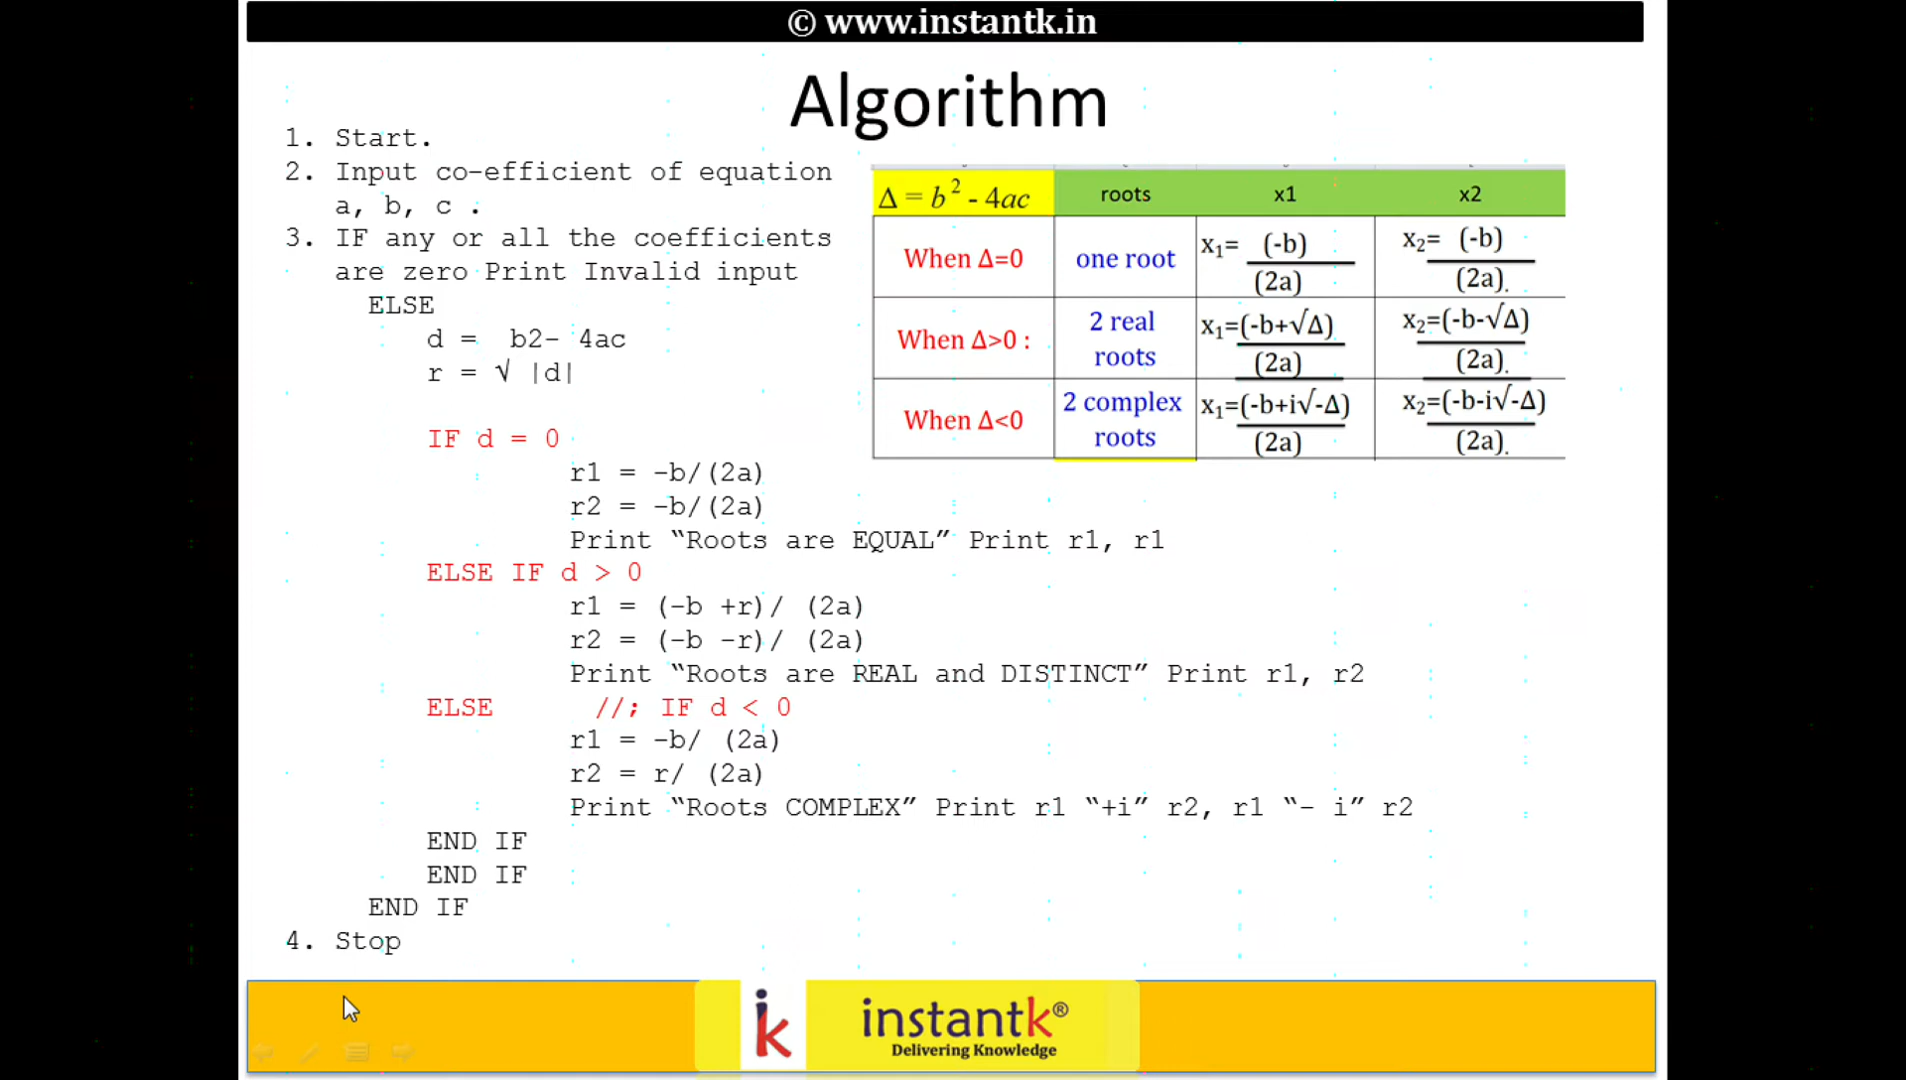 © www.instantk.in
Algorithm
1. Start.
2. Input co-efficient of equation
a, b, c .
3. IF any or all the coefficients
are zero Print Invalid input
ELSE
d = b2- 4ac
r = √ |d|
IF d = 0
r1 = -b/(2a)
r2 = -b/(2a)
Print “Roots are EQUAL” Print r1, r1
ELSE IF d > 0
r1 = (-b +r)/ (2a)
r2 = (-b -r)/ (2a)
Print “Roots are REAL and DISTINCT” Print r1, r2
ELSE //; IF d < 0
r1 = -b/ (2a)
r2 = r/ (2a)
Print “Roots COMPLEX” Print r1 “+i” r2, r1 “- i” r2
END IF
END IF
END IF
4. Stop
Δ = b² - 4ac roots x1 x2
When Δ=0 one root x₁= (-b) x₂= (-b)
(2a) (2a).
When Δ>0 : 2 real roots x₁=(-b+√Δ) x₂=(-b-√Δ)
(2a) (2a).
When Δ<0 2 complex roots x₁=(-b+i√-Δ) x₂=(-b-i√-Δ)
(2a) (2a).
ik instantk®
Delivering Knowledge